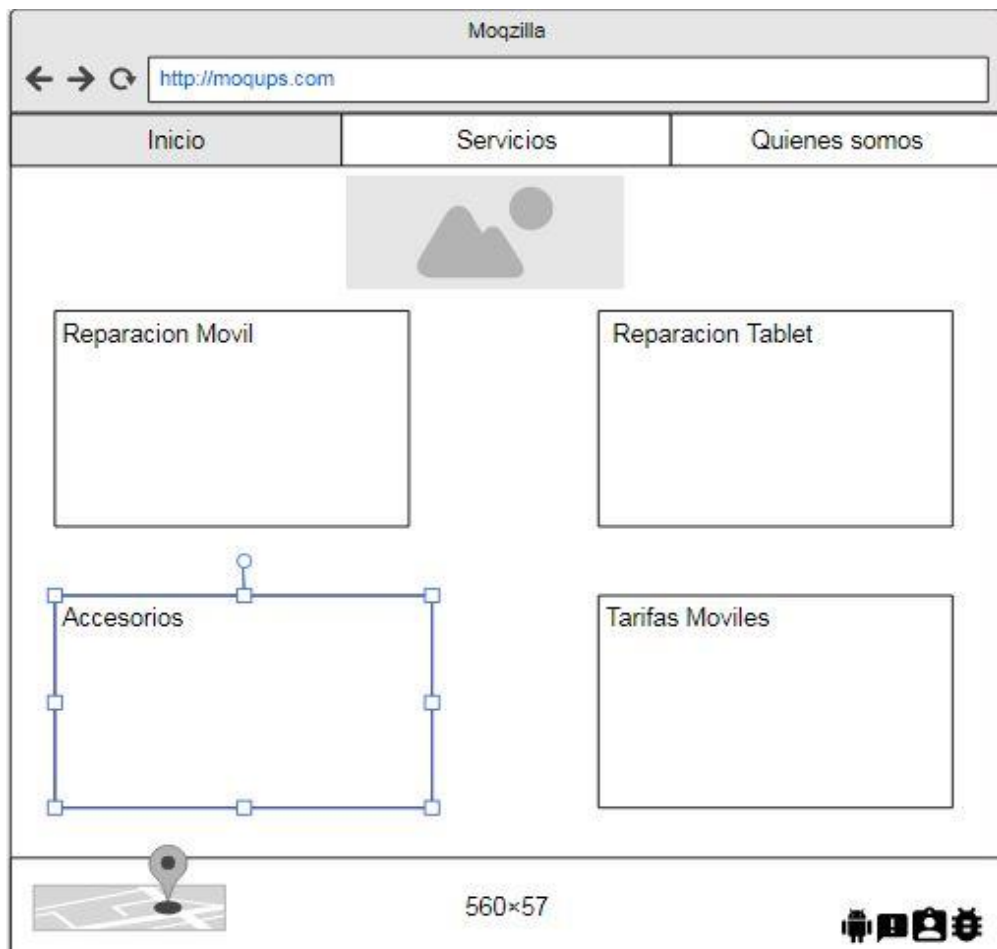 Moqzilla
http://moqups.com
Inicio
Servicios
Quienes somos
Reparacion Movil
Reparacion Tablet
Accesorios
Tarifas Moviles
560×57